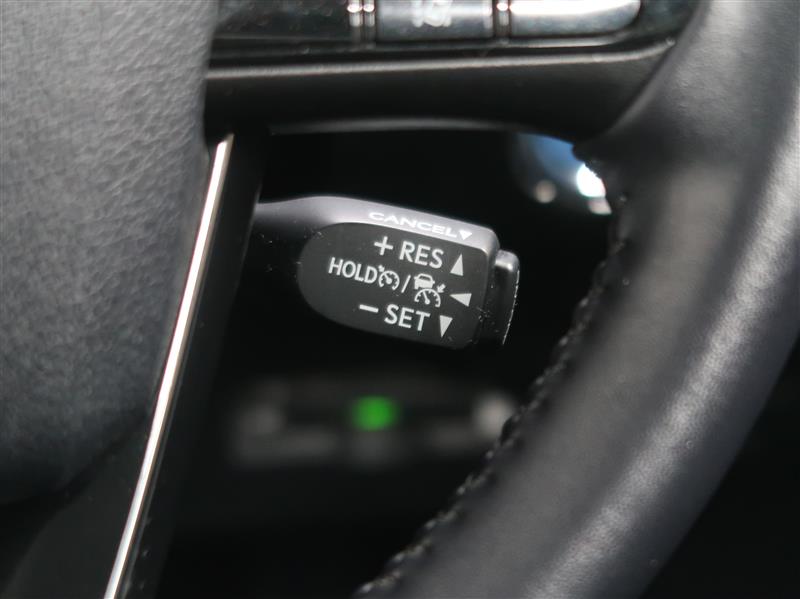 CANCEL▼
+ RES ▲
HOLD / ◀
− SET ▼